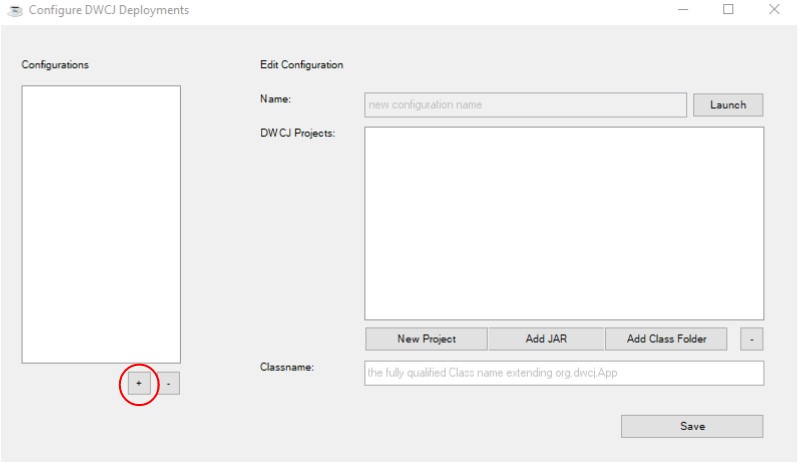 Configure DWCJ Deployments
Configurations
Edit Configuration
Name:
new configuration name
Launch
DWCJ Projects:
New Project
Add JAR
Add Class Folder
-
+
-
Classname:
the fully qualified Class name extending org.dwcj.App
Save